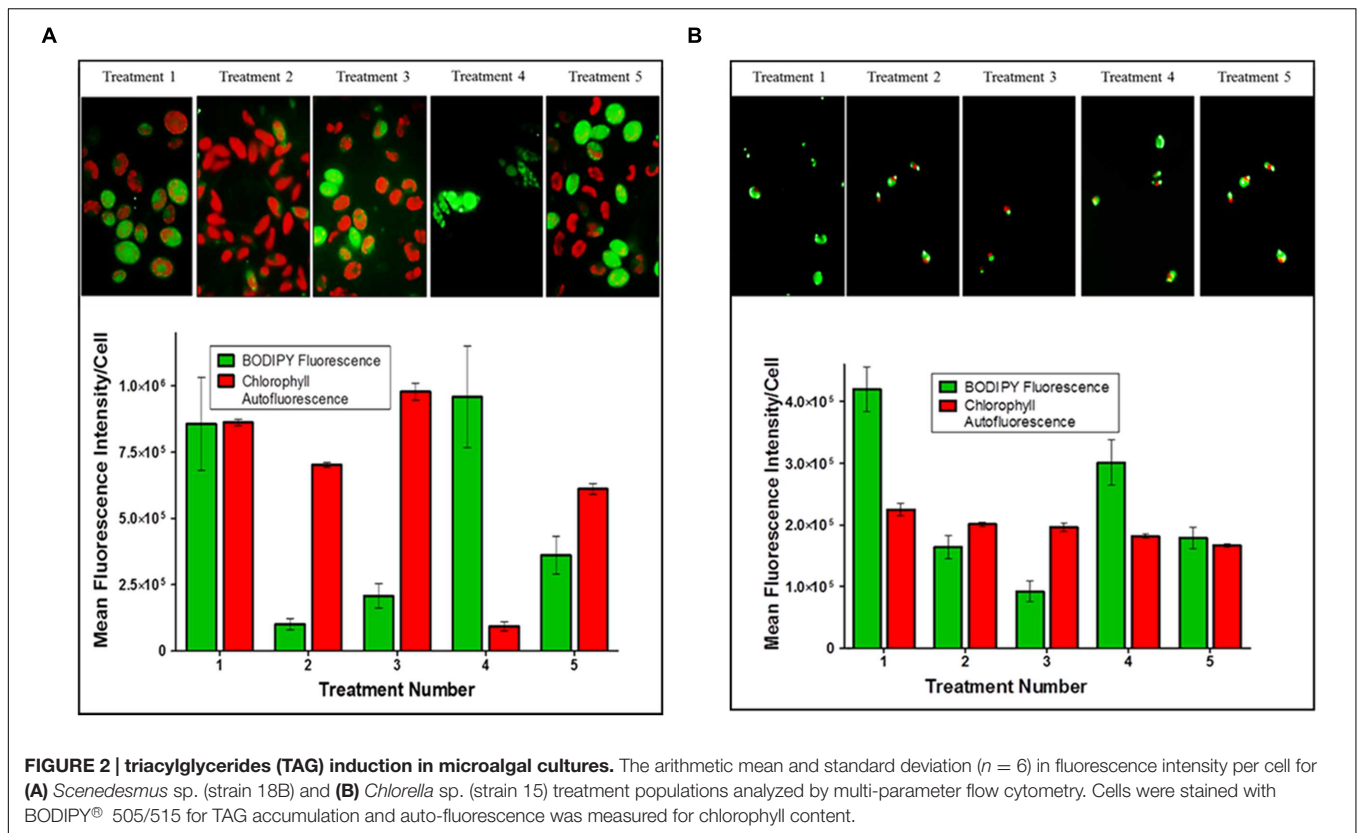 A
Treatment 1 Treatment 2 Treatment 3 Treatment 4 Treatment 5
Mean Fluorescence Intensity/Cell
1.0×10⁶
7.5×10⁵
5.0×10⁵
2.5×10⁵
0
BODIPY Fluorescence
Chlorophyll
Autofluorescence
1 2 3 4 5
Treatment Number
B
Treatment 1 Treatment 2 Treatment 3 Treatment 4 Treatment 5
Mean Fluorescence Intensity/Cell
4.0×10⁵
3.0×10⁵
2.0×10⁵
1.0×10⁵
0
BODIPY Fluorescence
Chlorophyll
Autofluorescence
1 2 3 4 5
Treatment Number
FIGURE 2 | triacylglycerides (TAG) induction in microalgal cultures. The arithmetic mean and standard deviation (n = 6) in fluorescence intensity per cell for
(A) Scenedesmus sp. (strain 18B) and (B) Chlorella sp. (strain 15) treatment populations analyzed by multi-parameter flow cytometry. Cells were stained with
BODIPY® 505/515 for TAG accumulation and auto-fluorescence was measured for chlorophyll content.